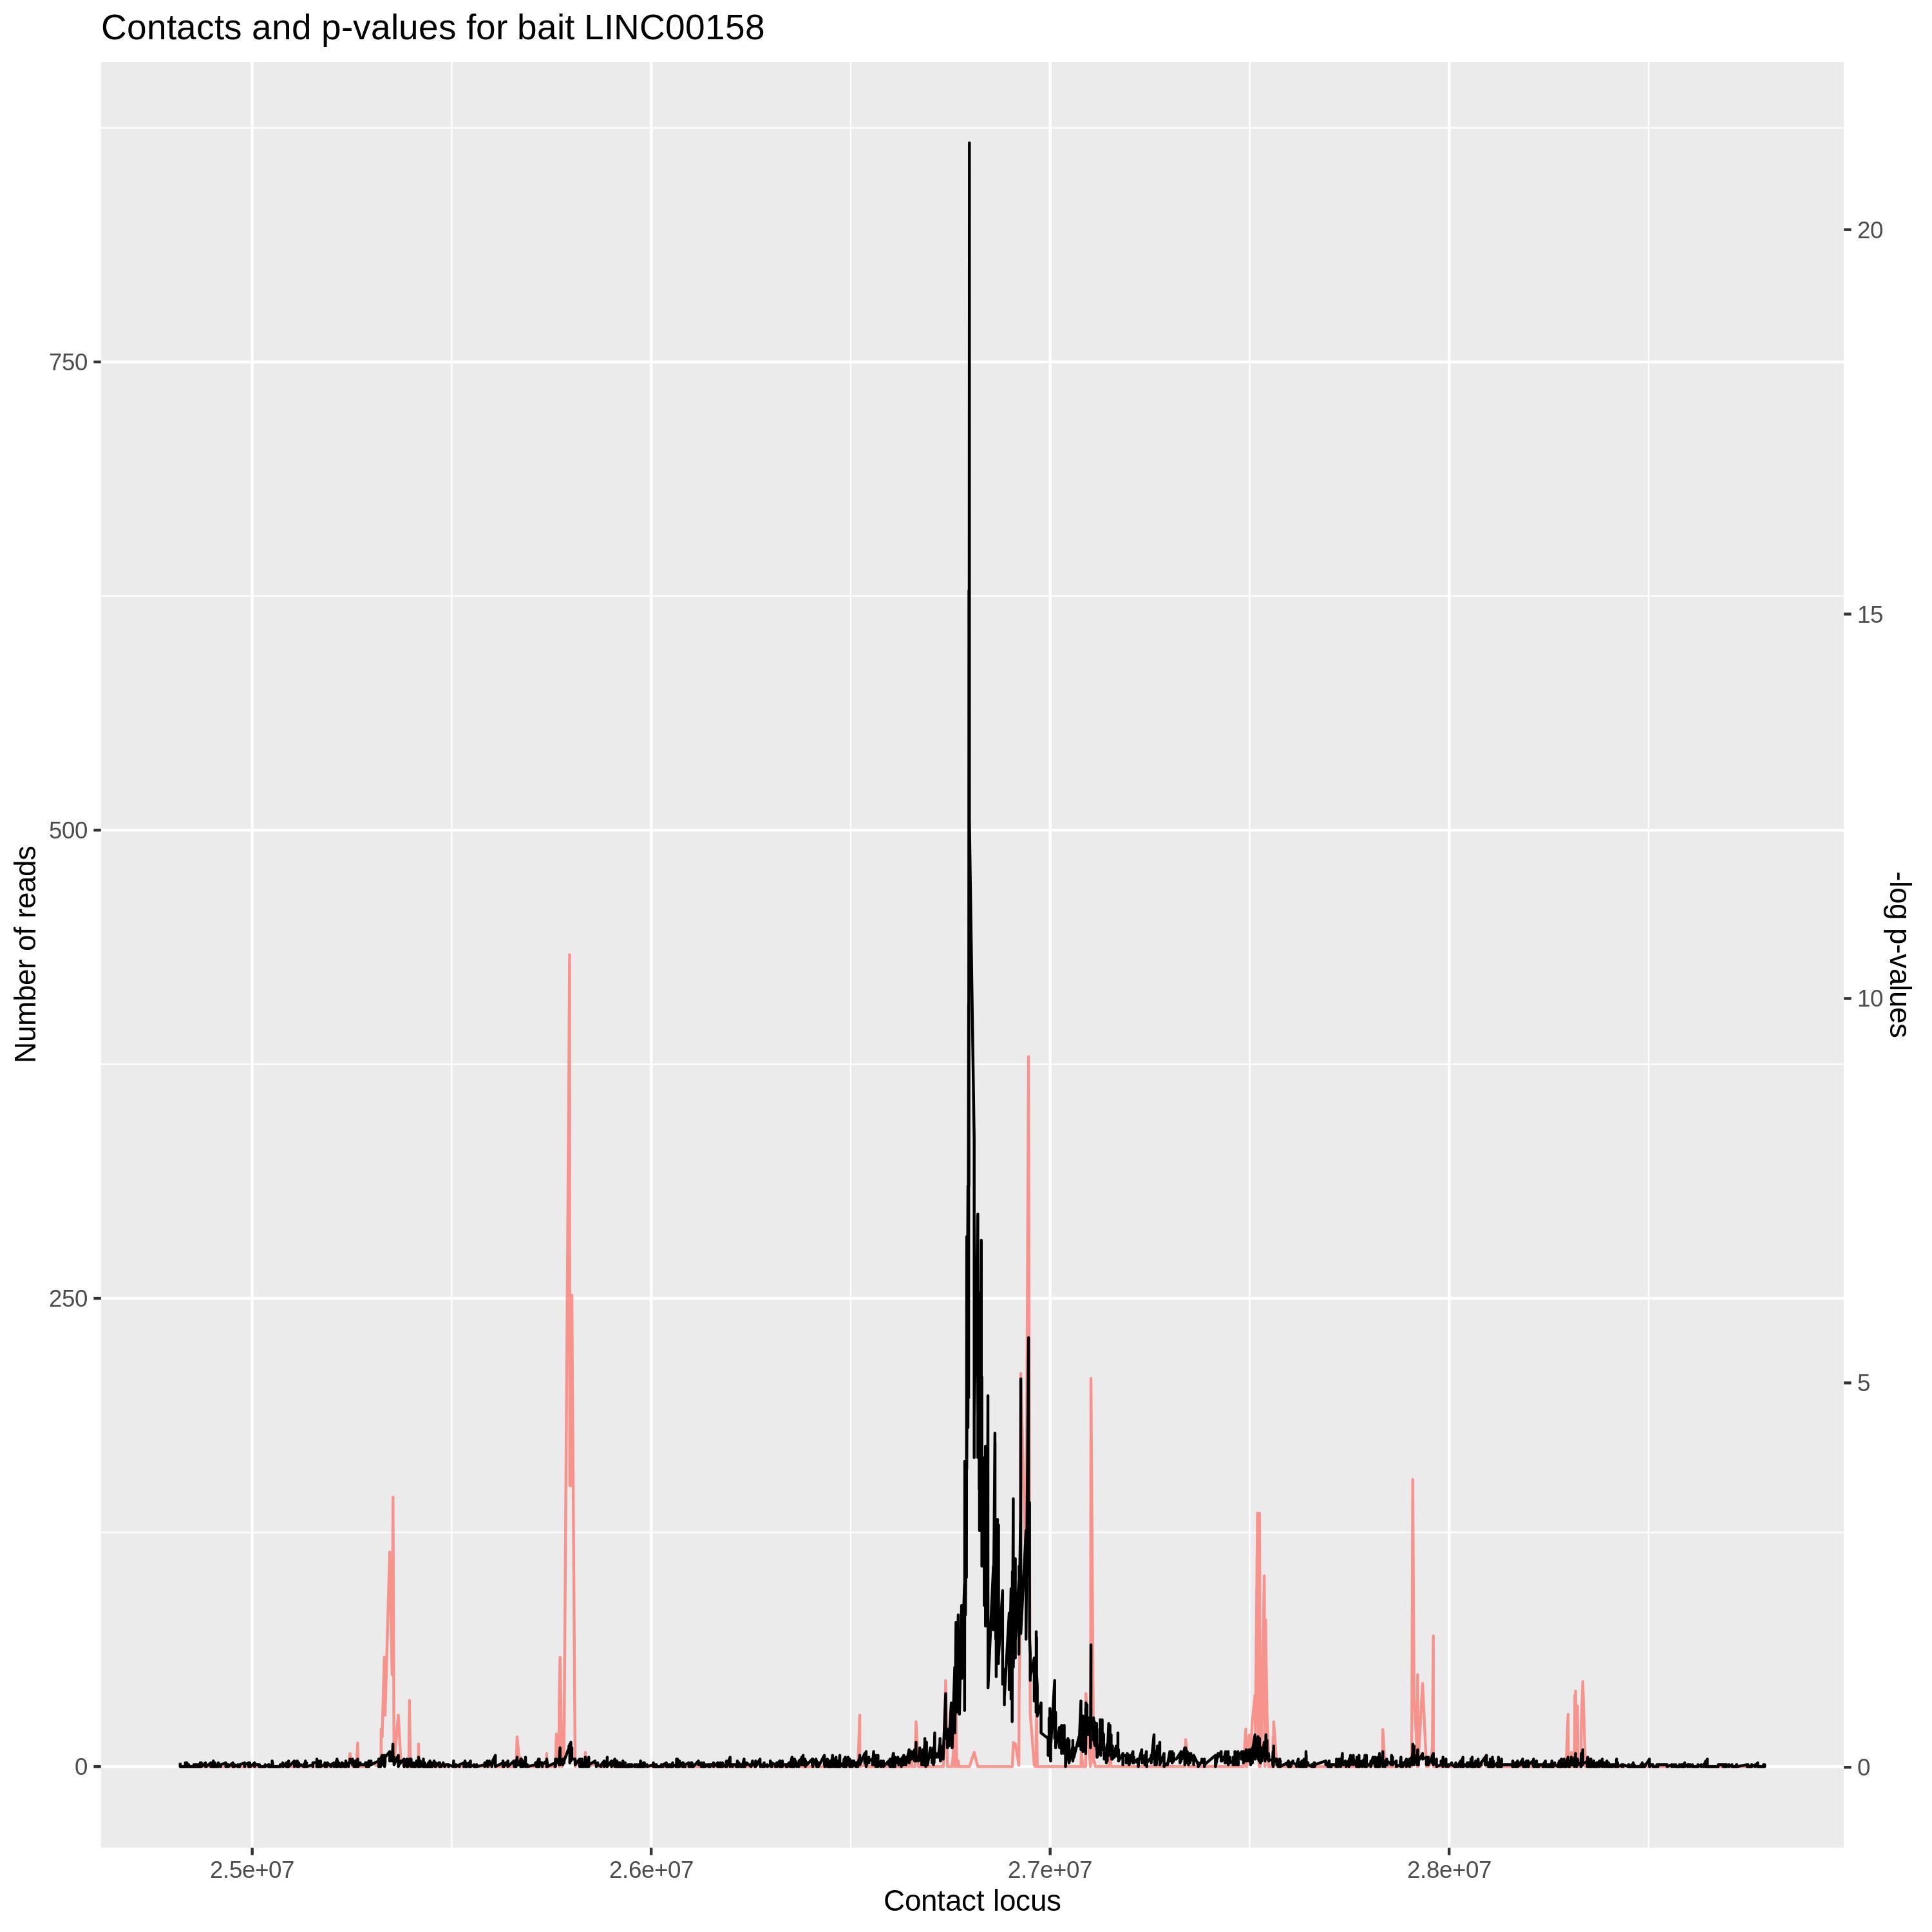 Contacts and p-values for bait LINC00158
750
500
250
0
Number of reads
20
15
10
5
0
-log p-values
2.5e+07 2.6e+07 2.7e+07 2.8e+07
Contact locus